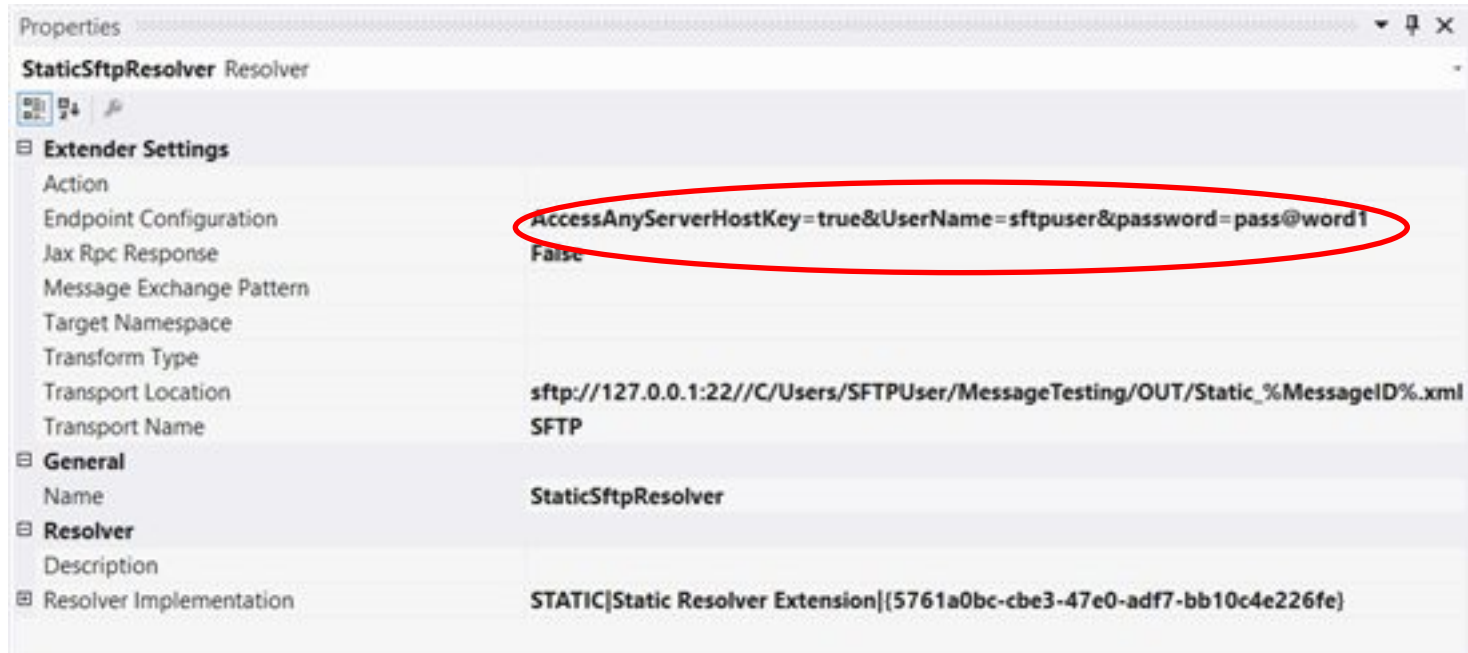 Properties
StaticSftpResolver Resolver
Extender Settings
Action
Endpoint Configuration AccessAnyServerHostKey=true&UserName=sftpuser&password=pass@word1
Jax Rpc Response False
Message Exchange Pattern
Target Namespace
Transform Type
Transport Location sftp://127.0.0.1:22//C/Users/SFTPUser/MessageTesting/OUT/Static_%MessageID%.xml
Transport Name SFTP
General
Name StaticSftpResolver
Resolver
Description
Resolver Implementation STATIC|Static Resolver Extension|{5761a0bc-cbe3-47e0-adf7-bb10c4e226fe}